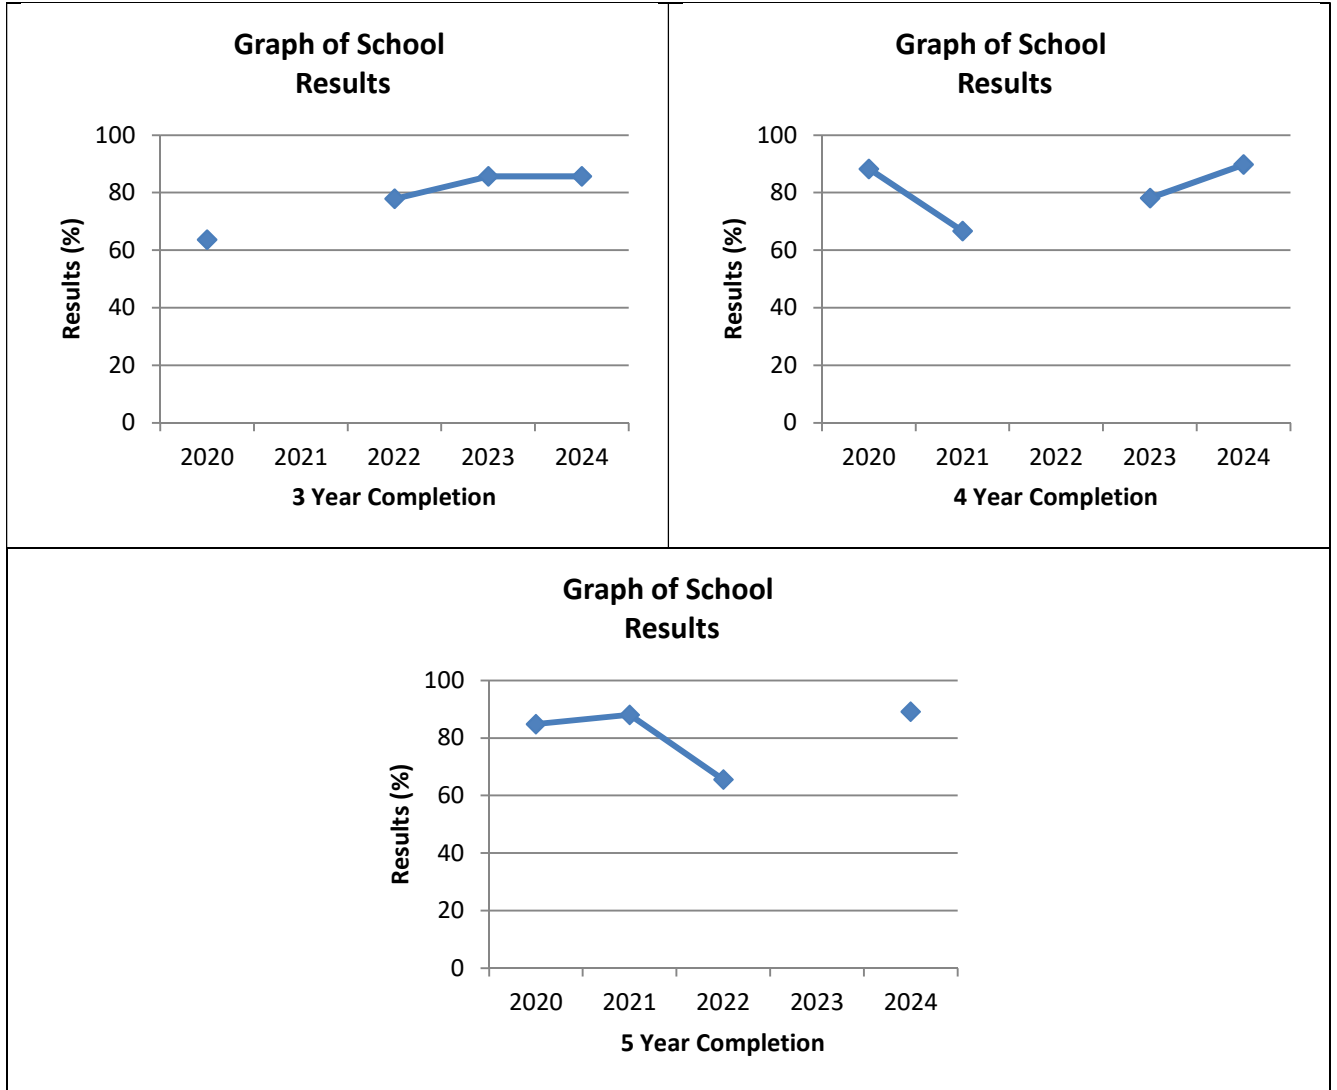 Graph of School
Results
100
80
60
40
20
0
Results (%)
2020 2021 2022 2023 2024
3 Year Completion
Graph of School
Results
100
80
60
40
20
0
Results (%)
2020 2021 2022 2023 2024
4 Year Completion
Graph of School
Results
100
80
60
40
20
0
Results (%)
2020 2021 2022 2023 2024
5 Year Completion